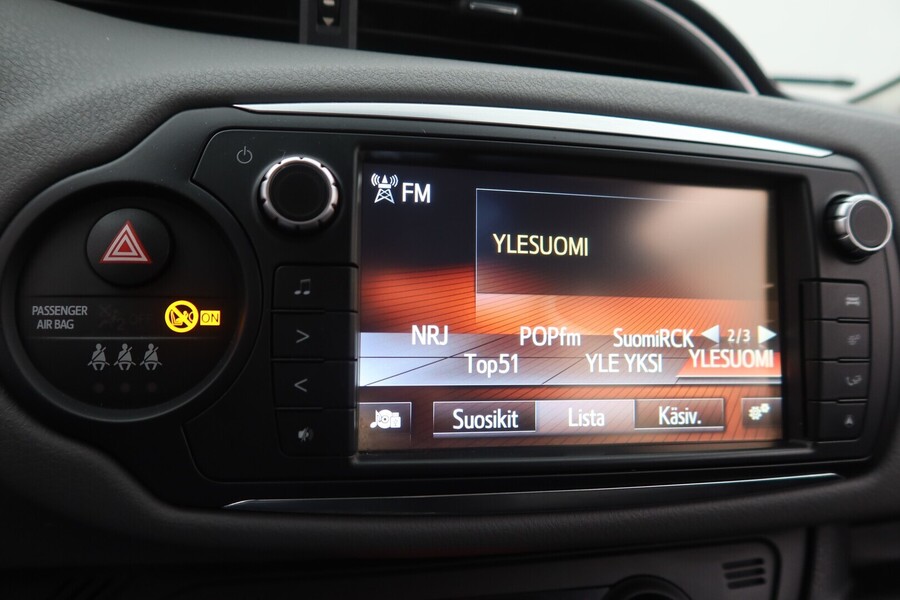 FM
YLESUOMI
PASSENGER
AIR BAG
ON
NRJ POPfm SuomiRCK 2/3
Top51 YLE YKSI YLESUOMI
Suosikit Lista Käsiv.